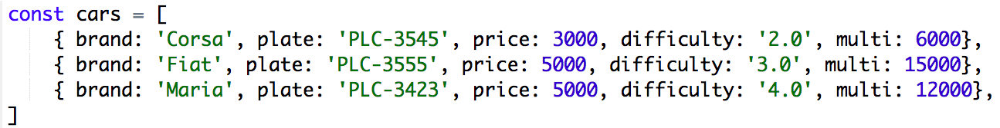 const cars = [
{ brand: 'Corsa', plate: 'PLC-3545', price: 3000, difficulty: '2.0', multi: 6000},
{ brand: 'Fiat', plate: 'PLC-3555', price: 5000, difficulty: '3.0', multi: 15000},
{ brand: 'Maria', plate: 'PLC-3423', price: 5000, difficulty: '4.0', multi: 12000},
]